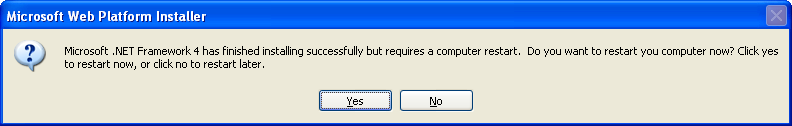 Microsoft Web Platform Installer
Microsoft .NET Framework 4 has finished installing successfully but requires a computer restart.  Do you want to restart you computer now? Click yes
to restart now, or click no to restart later.
Yes
No